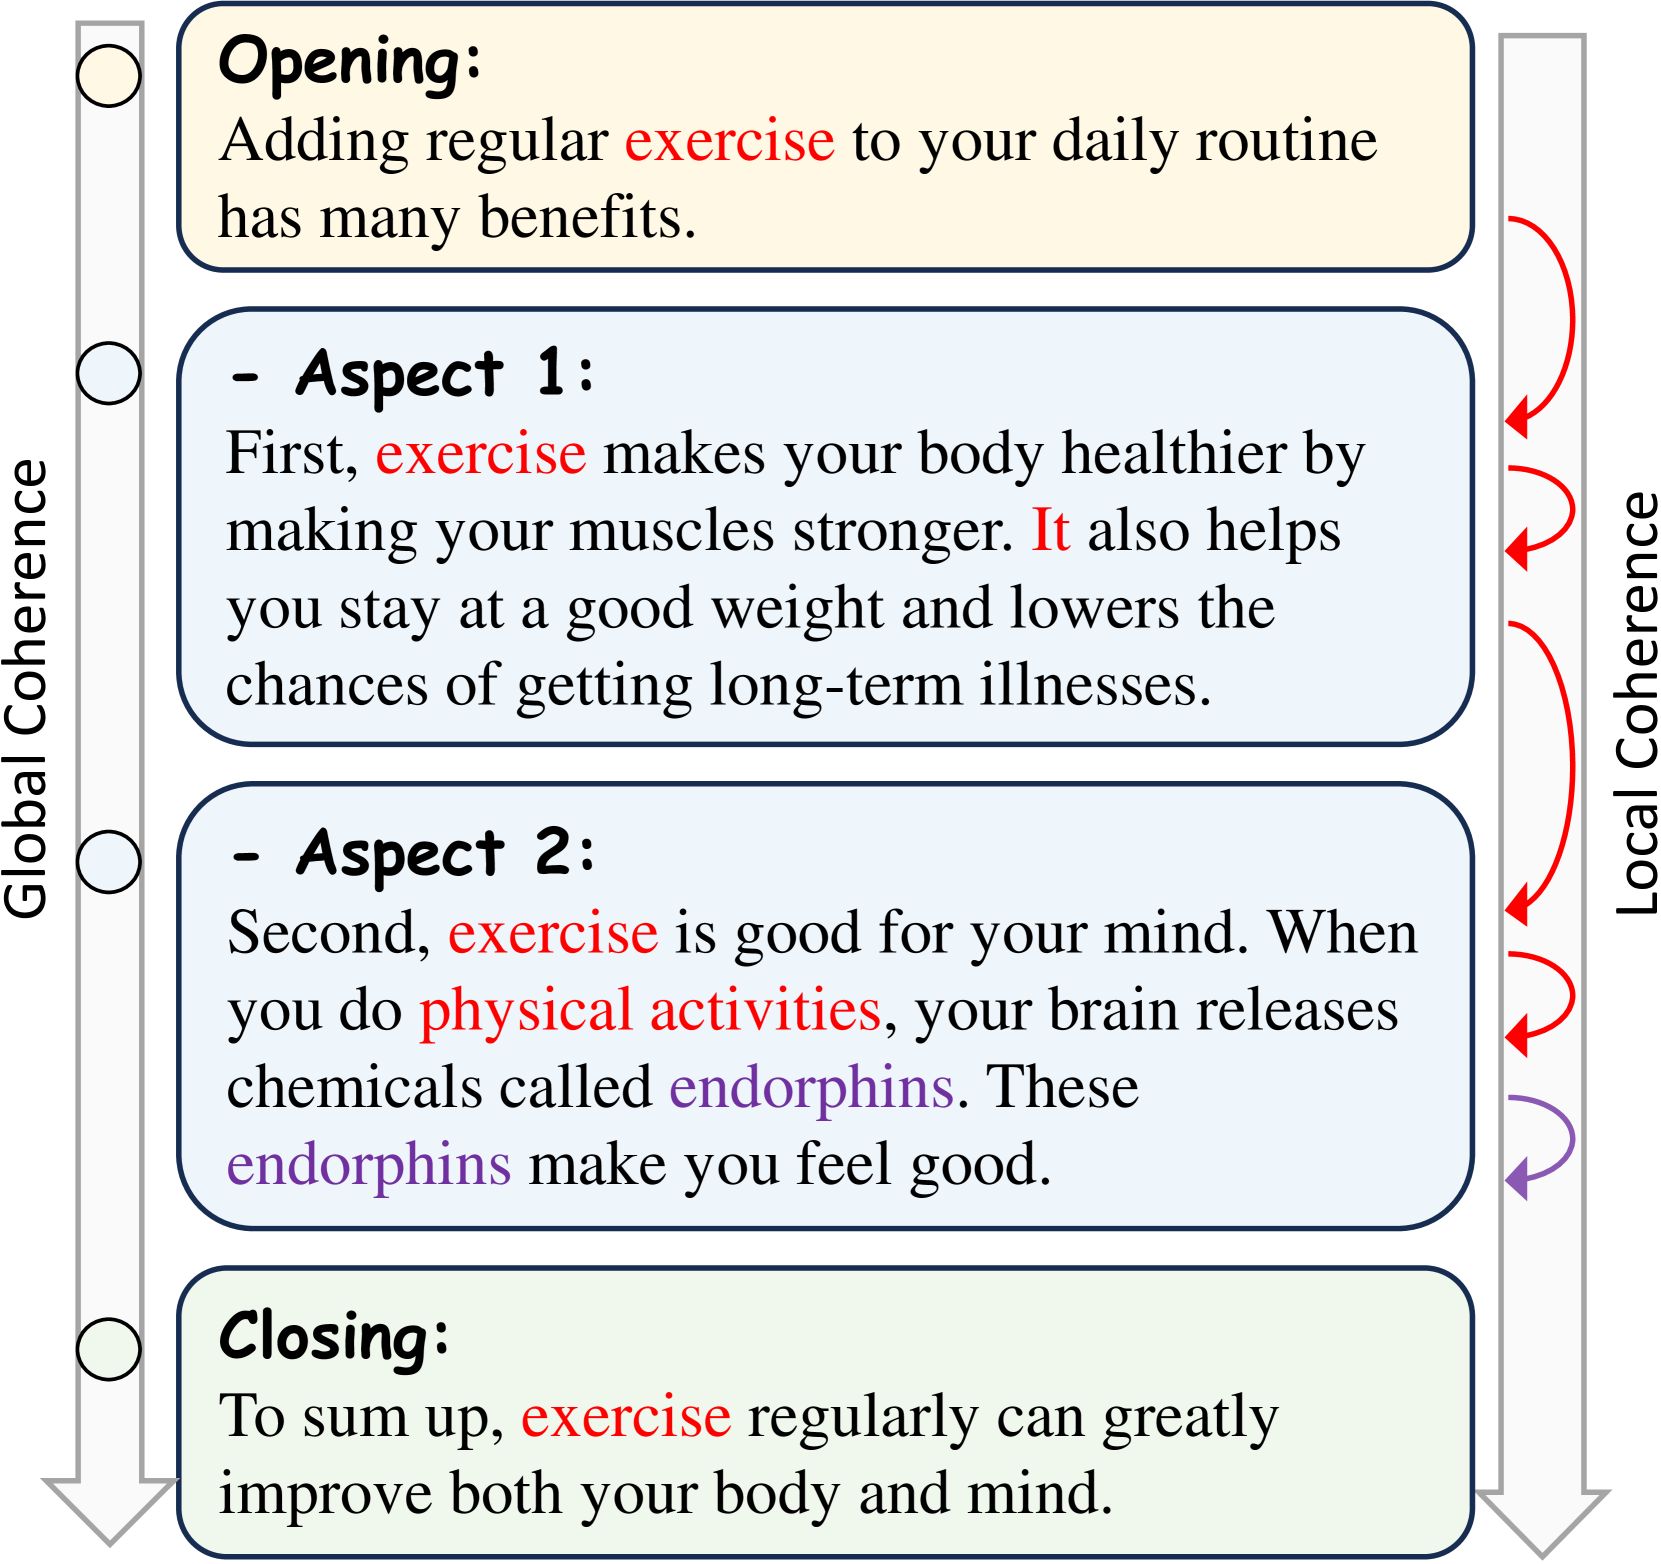 Global Coherence
Opening:
Adding regular exercise to your daily routine
has many benefits.
- Aspect 1:
First, exercise makes your body healthier by
making your muscles stronger. It also helps
you stay at a good weight and lowers the
chances of getting long-term illnesses.
- Aspect 2:
Second, exercise is good for your mind. When
you do physical activities, your brain releases
chemicals called endorphins. These
endorphins make you feel good.
Closing:
To sum up, exercise regularly can greatly
improve both your body and mind.
Local Coherence